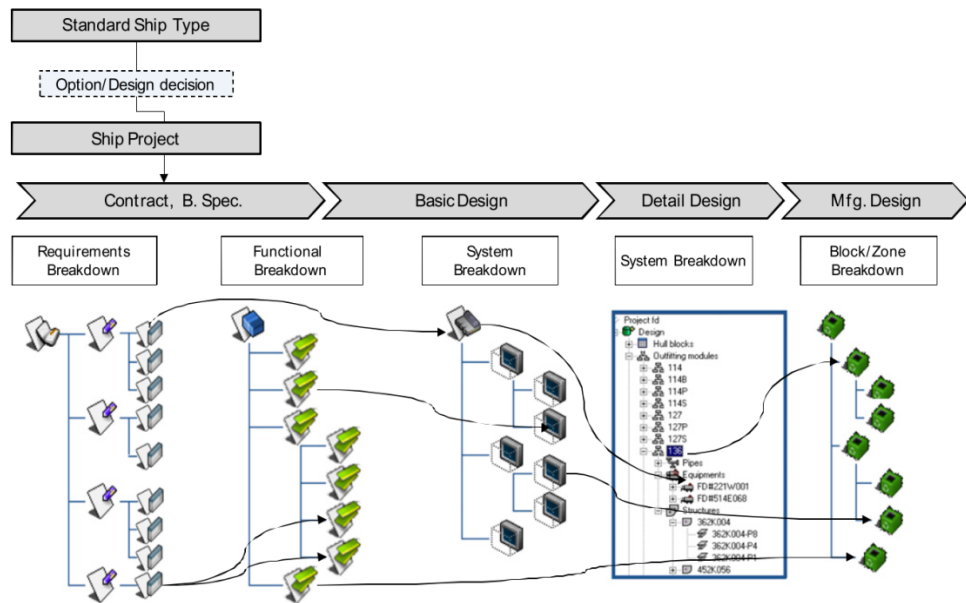 Standard Ship Type
Option/Design decision
Ship Project
Contract, B. Spec.
Basic Design
Detail Design
Mfg. Design
Requirements
Breakdown
Functional
Breakdown
System
Breakdown
System Breakdown
Block/Zone
Breakdown
Project fd
Design
Hull blocks
Outfitting modules
114
114B
114P
114S
127
127P
127S
136
Pipes
Equipments
FD#221W001
FD#514E068
Structures
362K004
362K004-P8
362K004-P4
362K004-P1
452K056